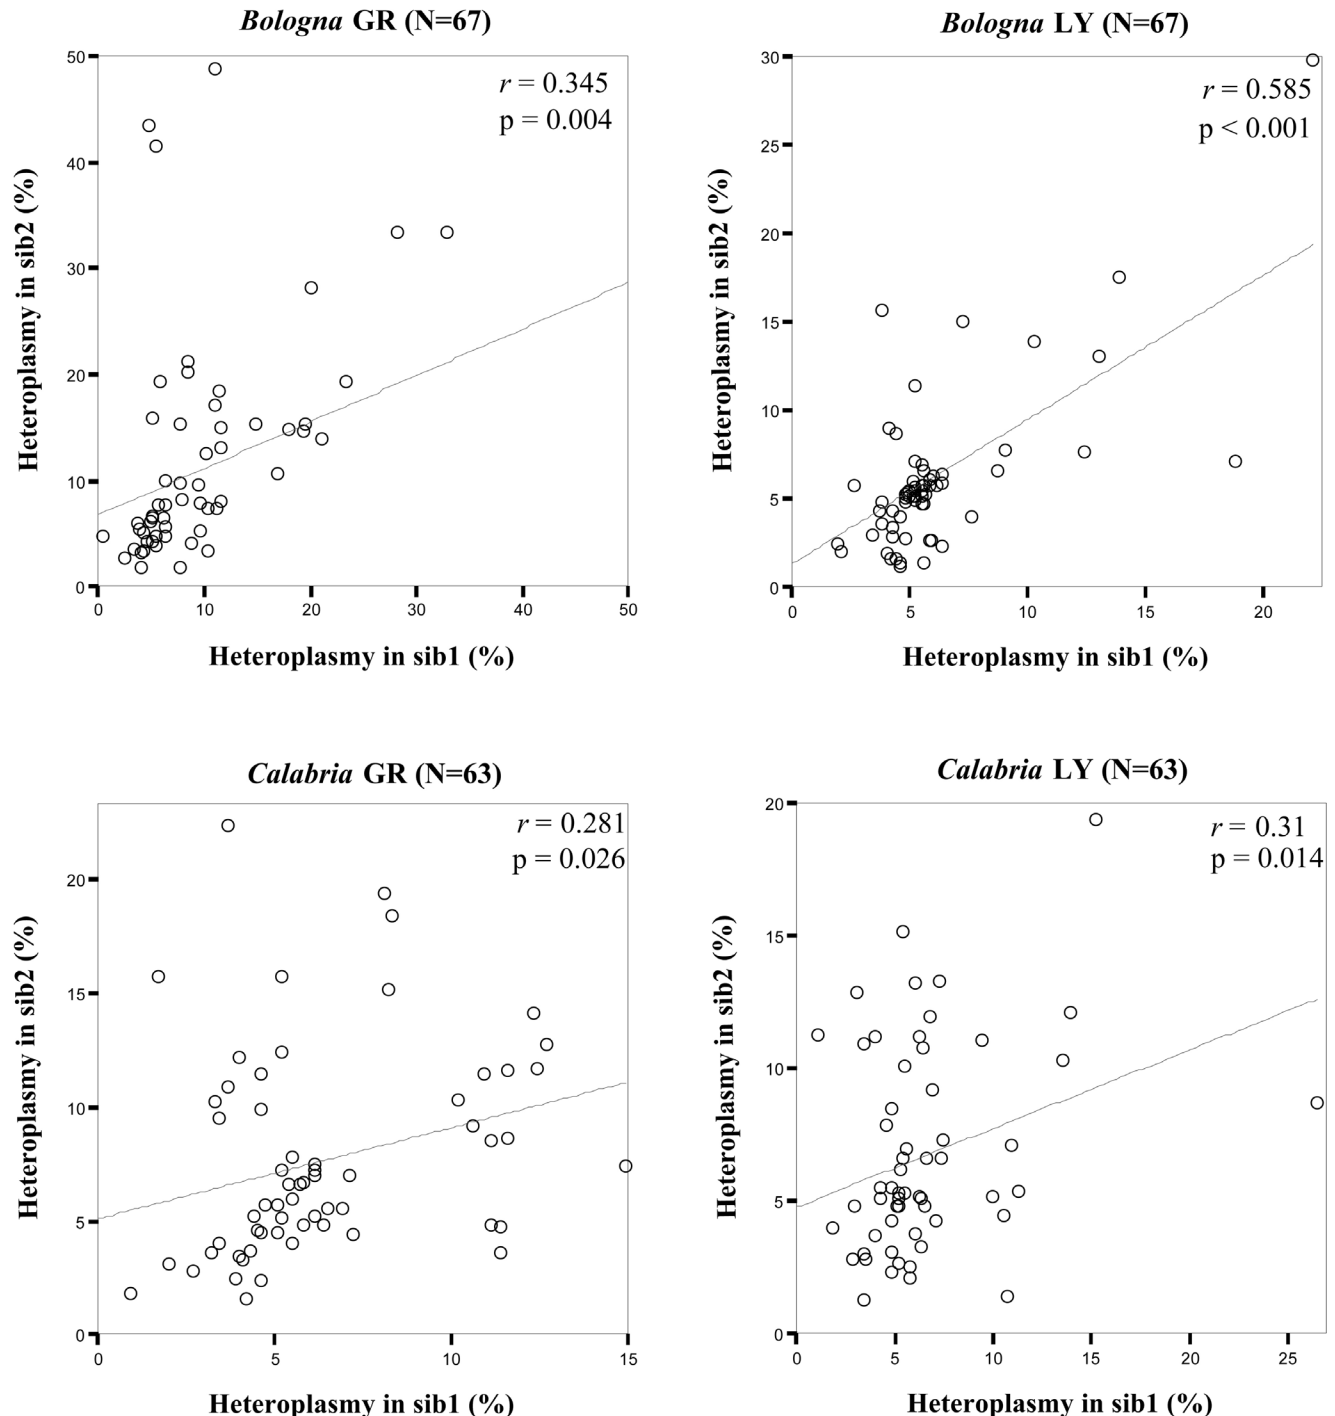 Bologna GR (N=67)
r = 0.345
p = 0.004
50
40
30
20
10
0
Heteroplasmy in sib2 (%)
0 10 20 30 40 50
Heteroplasmy in sib1 (%)
Bologna LY (N=67)
r = 0.585
p < 0.001
30
25
20
15
10
5
0
Heteroplasmy in sib2 (%)
0 5 10 15 20
Heteroplasmy in sib1 (%)
Calabria GR (N=63)
r = 0.281
p = 0.026
20
15
10
5
0
Heteroplasmy in sib2 (%)
0 5 10 15
Heteroplasmy in sib1 (%)
Calabria LY (N=63)
r = 0.31
p = 0.014
20
15
10
5
0
Heteroplasmy in sib2 (%)
0 5 10 15 20 25
Heteroplasmy in sib1 (%)